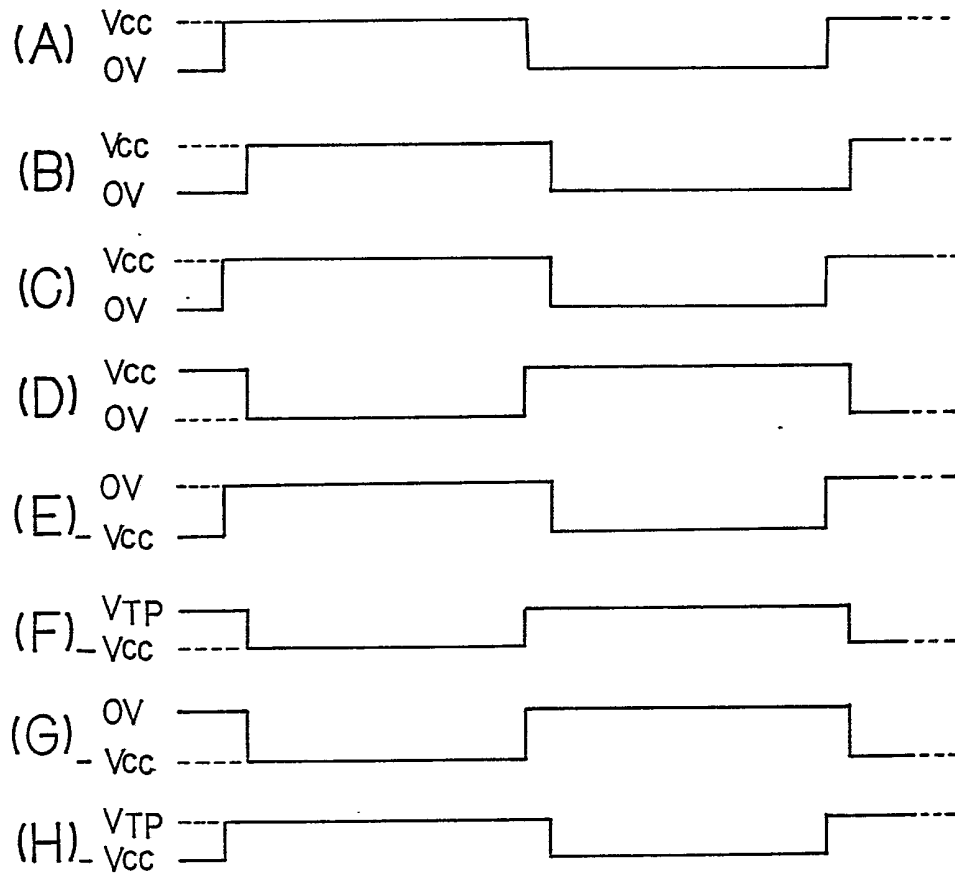 (A) Vcc
0V
(B) Vcc
0V
(C) Vcc
0V
(D) Vcc
0V
(E) 0V
- Vcc
(F) VTP
- Vcc
(G) 0V
- Vcc
(H) VTP
- Vcc